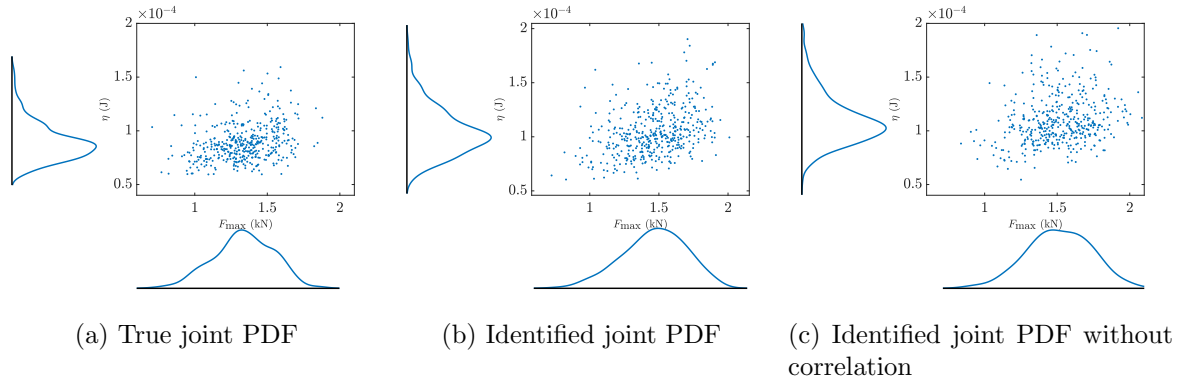 ×10⁻⁴
2
1.5
1
0.5
η (J)
1
1.5
2
F_max (kN)
(a) True joint PDF
×10⁻⁴
2
1.5
1
0.5
η (J)
1
1.5
2
F_max (kN)
(b) Identified joint PDF
×10⁻⁴
2
1.5
1
0.5
η (J)
1
1.5
2
F_max (kN)
(c) Identified joint PDF without
correlation